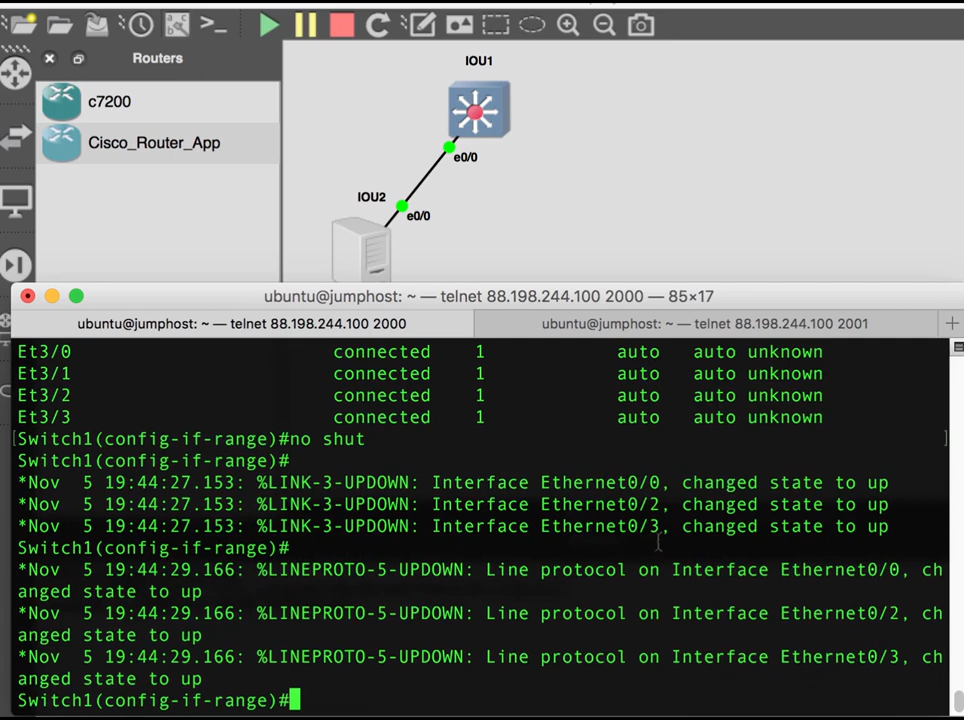 Routers
c7200
Cisco_Router_App
IOU1
e0/0
IOU2
e0/0
ubuntu@jumphost: ~ — telnet 88.198.244.100 2000 — 85×17
ubuntu@jumphost: ~ — telnet 88.198.244.100 2000
ubuntu@jumphost: ~ — telnet 88.198.244.100 2001
Et3/0 connected 1 auto auto unknown
Et3/1 connected 1 auto auto unknown
Et3/2 connected 1 auto auto unknown
Et3/3 connected 1 auto auto unknown
[Switch1(config-if-range)#no shut ]
Switch1(config-if-range)#
*Nov  5 19:44:27.153: %LINK-3-UPDOWN: Interface Ethernet0/0, changed state to up
*Nov  5 19:44:27.153: %LINK-3-UPDOWN: Interface Ethernet0/2, changed state to up
*Nov  5 19:44:27.153: %LINK-3-UPDOWN: Interface Ethernet0/3, changed state to up
Switch1(config-if-range)#
*Nov  5 19:44:29.166: %LINEPROTO-5-UPDOWN: Line protocol on Interface Ethernet0/0, ch
anged state to up
*Nov  5 19:44:29.166: %LINEPROTO-5-UPDOWN: Line protocol on Interface Ethernet0/2, ch
anged state to up
*Nov  5 19:44:29.166: %LINEPROTO-5-UPDOWN: Line protocol on Interface Ethernet0/3, ch
anged state to up
Switch1(config-if-range)#